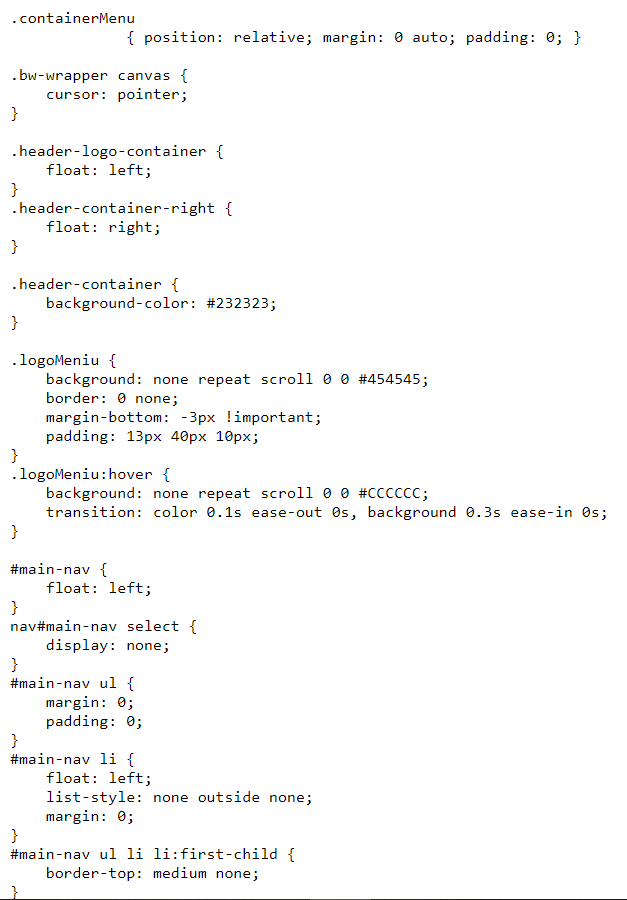 .containerMenu
             { position: relative; margin: 0 auto; padding: 0; }

.bw-wrapper canvas {
    cursor: pointer;
}

.header-logo-container {
    float: left;
}
.header-container-right {
    float: right;
}

.header-container {
    background-color: #232323;
}

.logoMeniu {
    background: none repeat scroll 0 0 #454545;
    border: 0 none;
    margin-bottom: -3px !important;
    padding: 13px 40px 10px;
}
.logoMeniu:hover {
    background: none repeat scroll 0 0 #CCCCCC;
    transition: color 0.1s ease-out 0s, background 0.3s ease-in 0s;
}

#main-nav {
    float: left;
}
nav#main-nav select {
    display: none;
}
#main-nav ul {
    margin: 0;
    padding: 0;
}
#main-nav li {
    float: left;
    list-style: none outside none;
    margin: 0;
}
#main-nav ul li li:first-child {
    border-top: medium none;
}